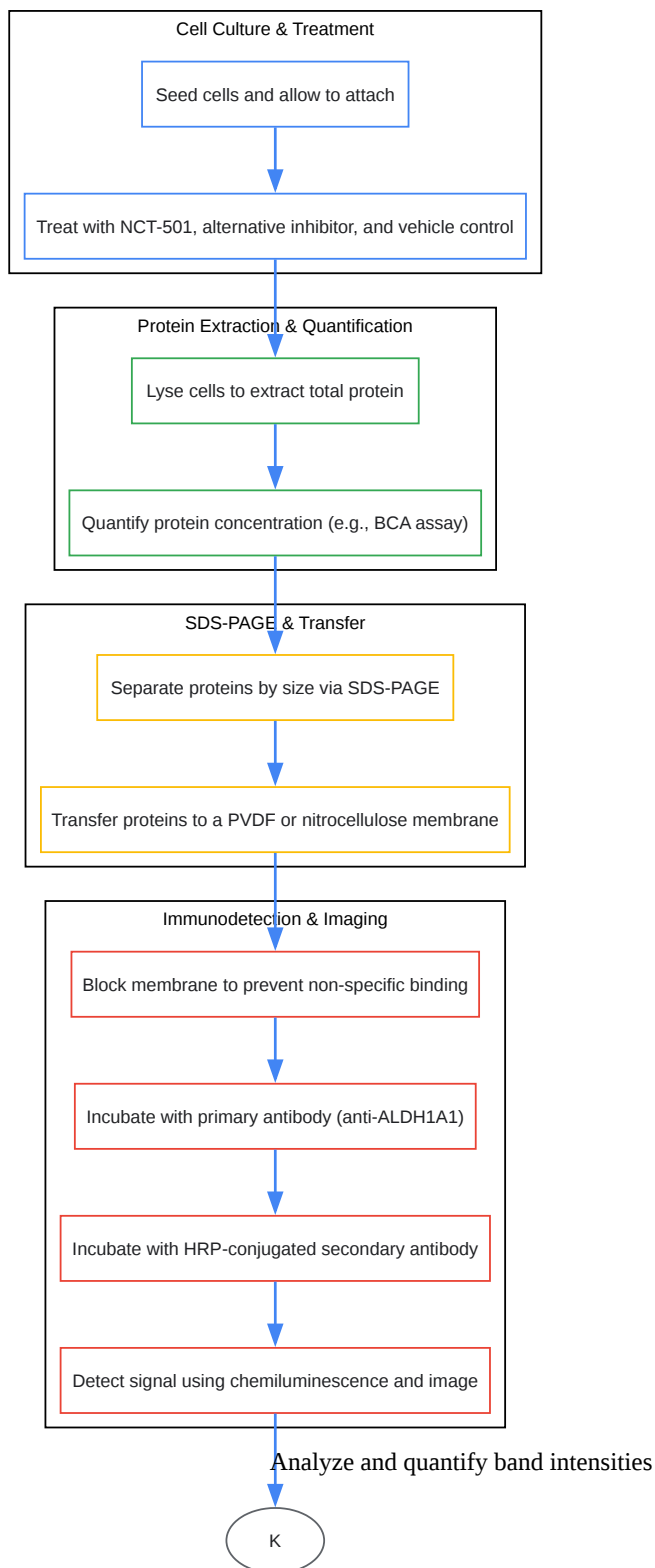 Cell Culture & Treatment
Seed cells and allow to attach
Treat with NCT-501, alternative inhibitor, and vehicle control
Protein Extraction & Quantification
Lyse cells to extract total protein
Quantify protein concentration (e.g., BCA assay)
SDS-PAGE & Transfer
Separate proteins by size via SDS-PAGE
Transfer proteins to a PVDF or nitrocellulose membrane
Immunodetection & Imaging
Block membrane to prevent non-specific binding
Incubate with primary antibody (anti-ALDH1A1)
Incubate with HRP-conjugated secondary antibody
Detect signal using chemiluminescence and image
Analyze and quantify band intensities
K